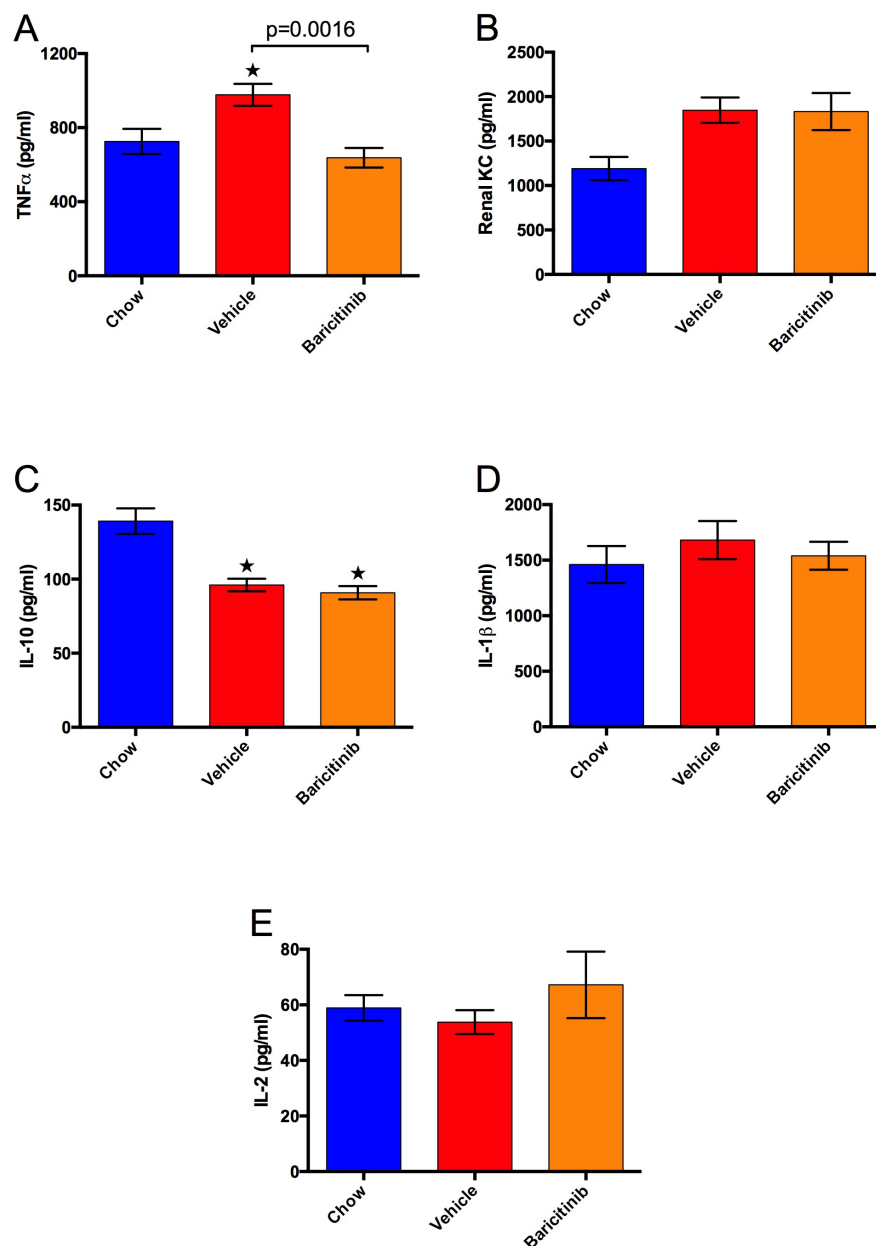 A
p=0.0016
★
TNFα (pg/ml)
1200
800
400
0
Chow
Vehicle
Baricitinib
B
Renal KC (pg/ml)
2500
2000
1500
1000
500
0
Chow
Vehicle
Baricitinib
C
IL-10 (pg/ml)
150
100
50
0
★
★
Chow
Vehicle
Baricitinib
D
IL-1β (pg/ml)
2000
1500
1000
500
0
Chow
Vehicle
Baricitinib
E
IL-2 (pg/ml)
80
60
40
20
0
Chow
Vehicle
Baricitinib